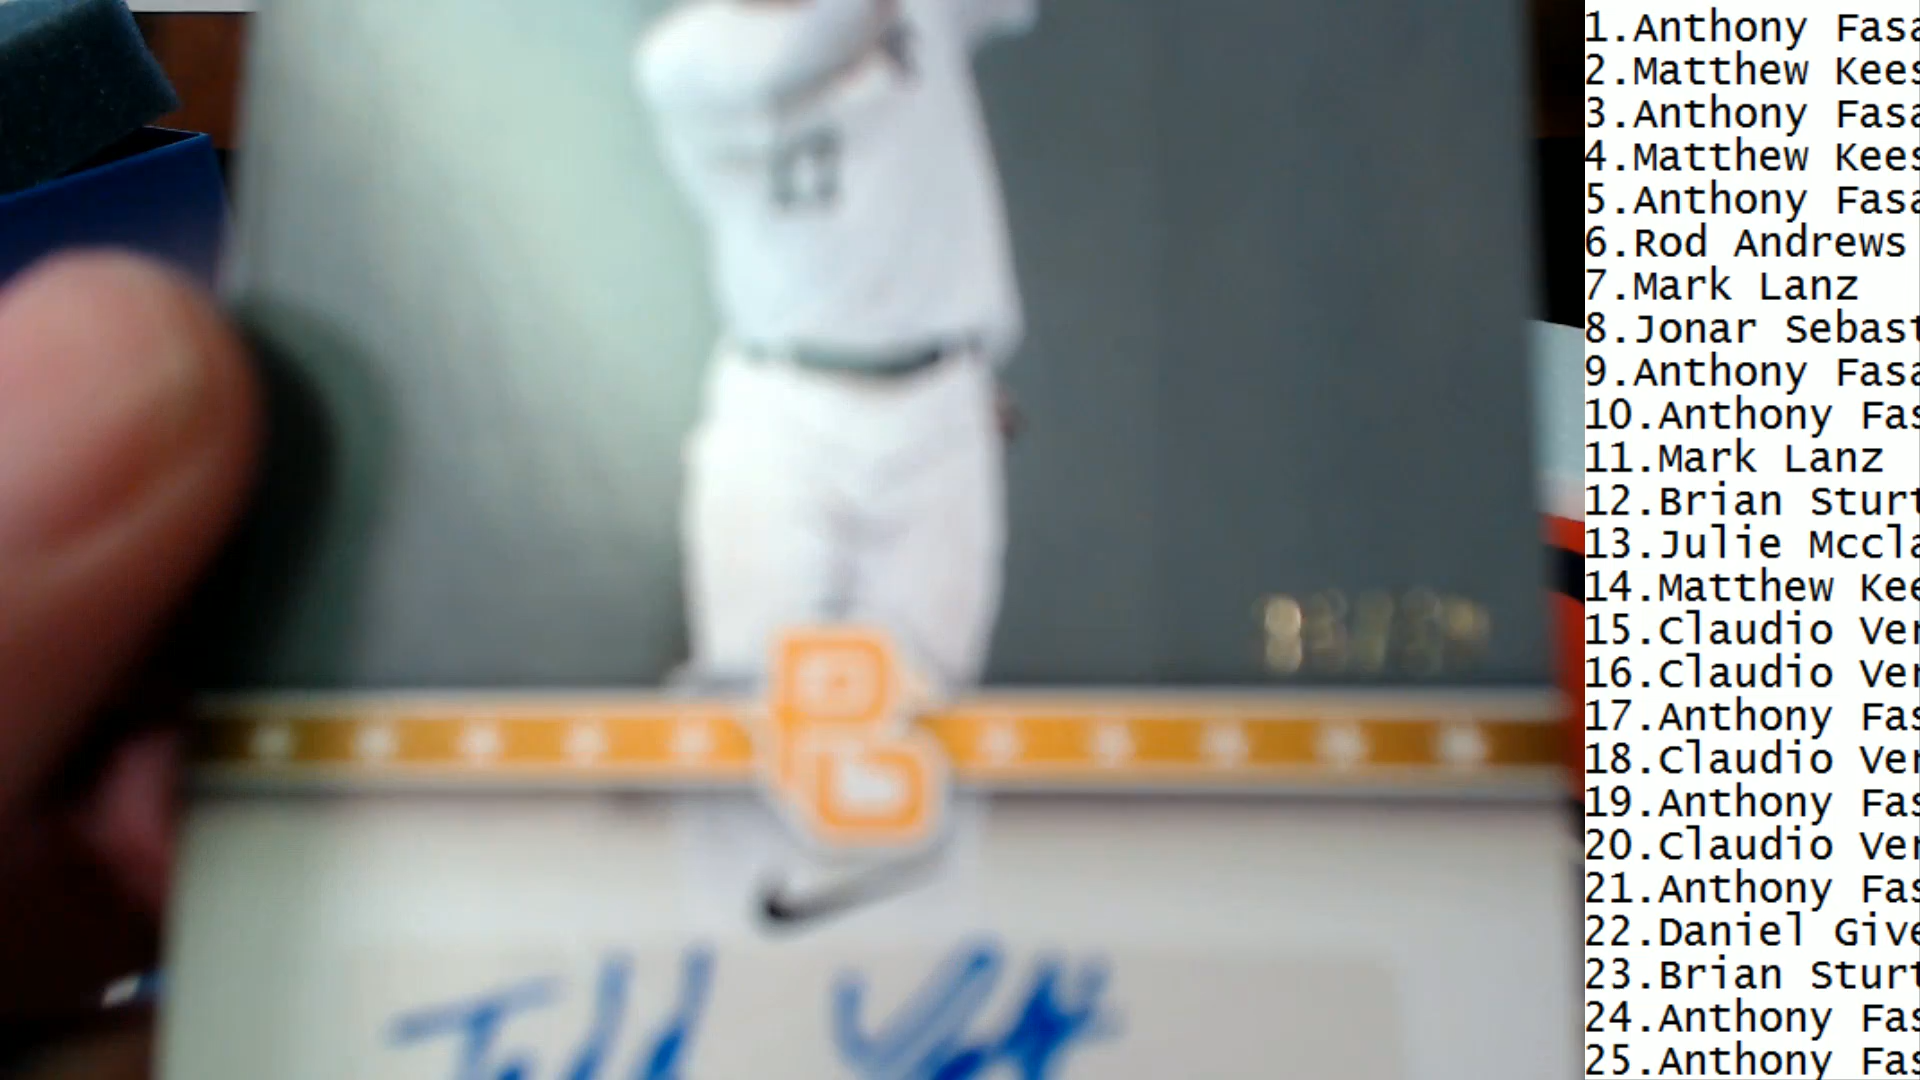 1.Anthony Fasa
2.Matthew Kees
3.Anthony Fasa
4.Matthew Kees
5.Anthony Fasa
6.Rod Andrews
7.Mark Lanz
8.Jonar Sebast
9.Anthony Fasa
10.Anthony Fas
11.Mark Lanz
12.Brian Sturt
13.Julie Mccla
14.Matthew Kee
15.Claudio Ver
16.Claudio Ver
17.Anthony Fas
18.Claudio Ver
19.Anthony Fas
20.Claudio Ver
21.Anthony Fas
22.Daniel Give
23.Brian Sturt
24.Anthony Fas
25.Anthony Fas